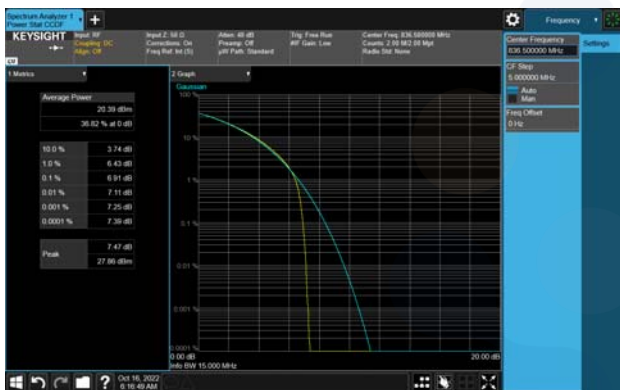 Spectrum Analyzer 1
Power Stat CCDF
+
Frequency
KEYSIGHT
Input: RF
Coupling: DC
Align: Off
Input Z: 50 Ω
Corrections: On
Freq Ref: Int (S)
Atten: 40 dB
Preamp: Off
µW Path: Standard
Trig: Free Run
#IF Gain: Low
Center Freq: 836.500000 MHz
Counts: 2.00 M/2.00 Mpt
Radio Std: None
Center Frequency
836.500000 MHz
Settings
CF Step
5.000000 MHz
Auto
Man
Freq Offset
0 Hz
1 Metrics
2 Graph
Gaussian
Average Power
20.39 dBm
36.82 % at 0 dB
10.0 % 3.74 dB
1.0 % 6.43 dB
0.1 % 6.91 dB
0.01 % 7.11 dB
0.001 % 7.25 dB
0.0001 % 7.39 dB
Peak 7.47 dB
27.86 dBm
100 %
10 %
1 %
0.1 %
0.01 %
0.001 %
0.0001 %
0.00 dB 20.00 dB
Info BW 15.000 MHz
?
Oct 16, 2022
6:16:49 AM